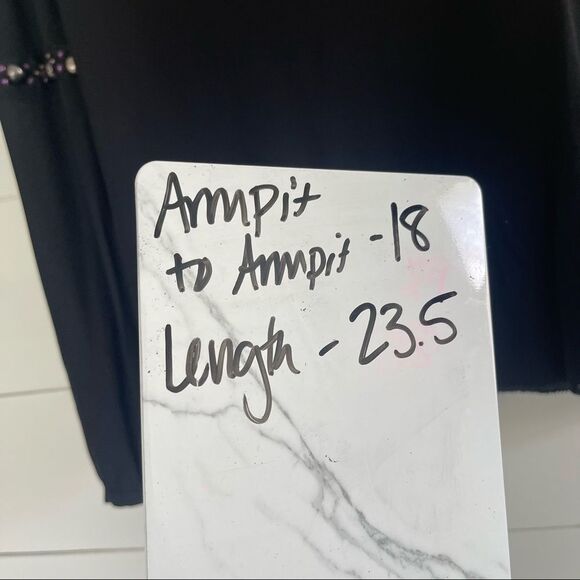 Armpit
to Armpit - 18
Length - 23.5